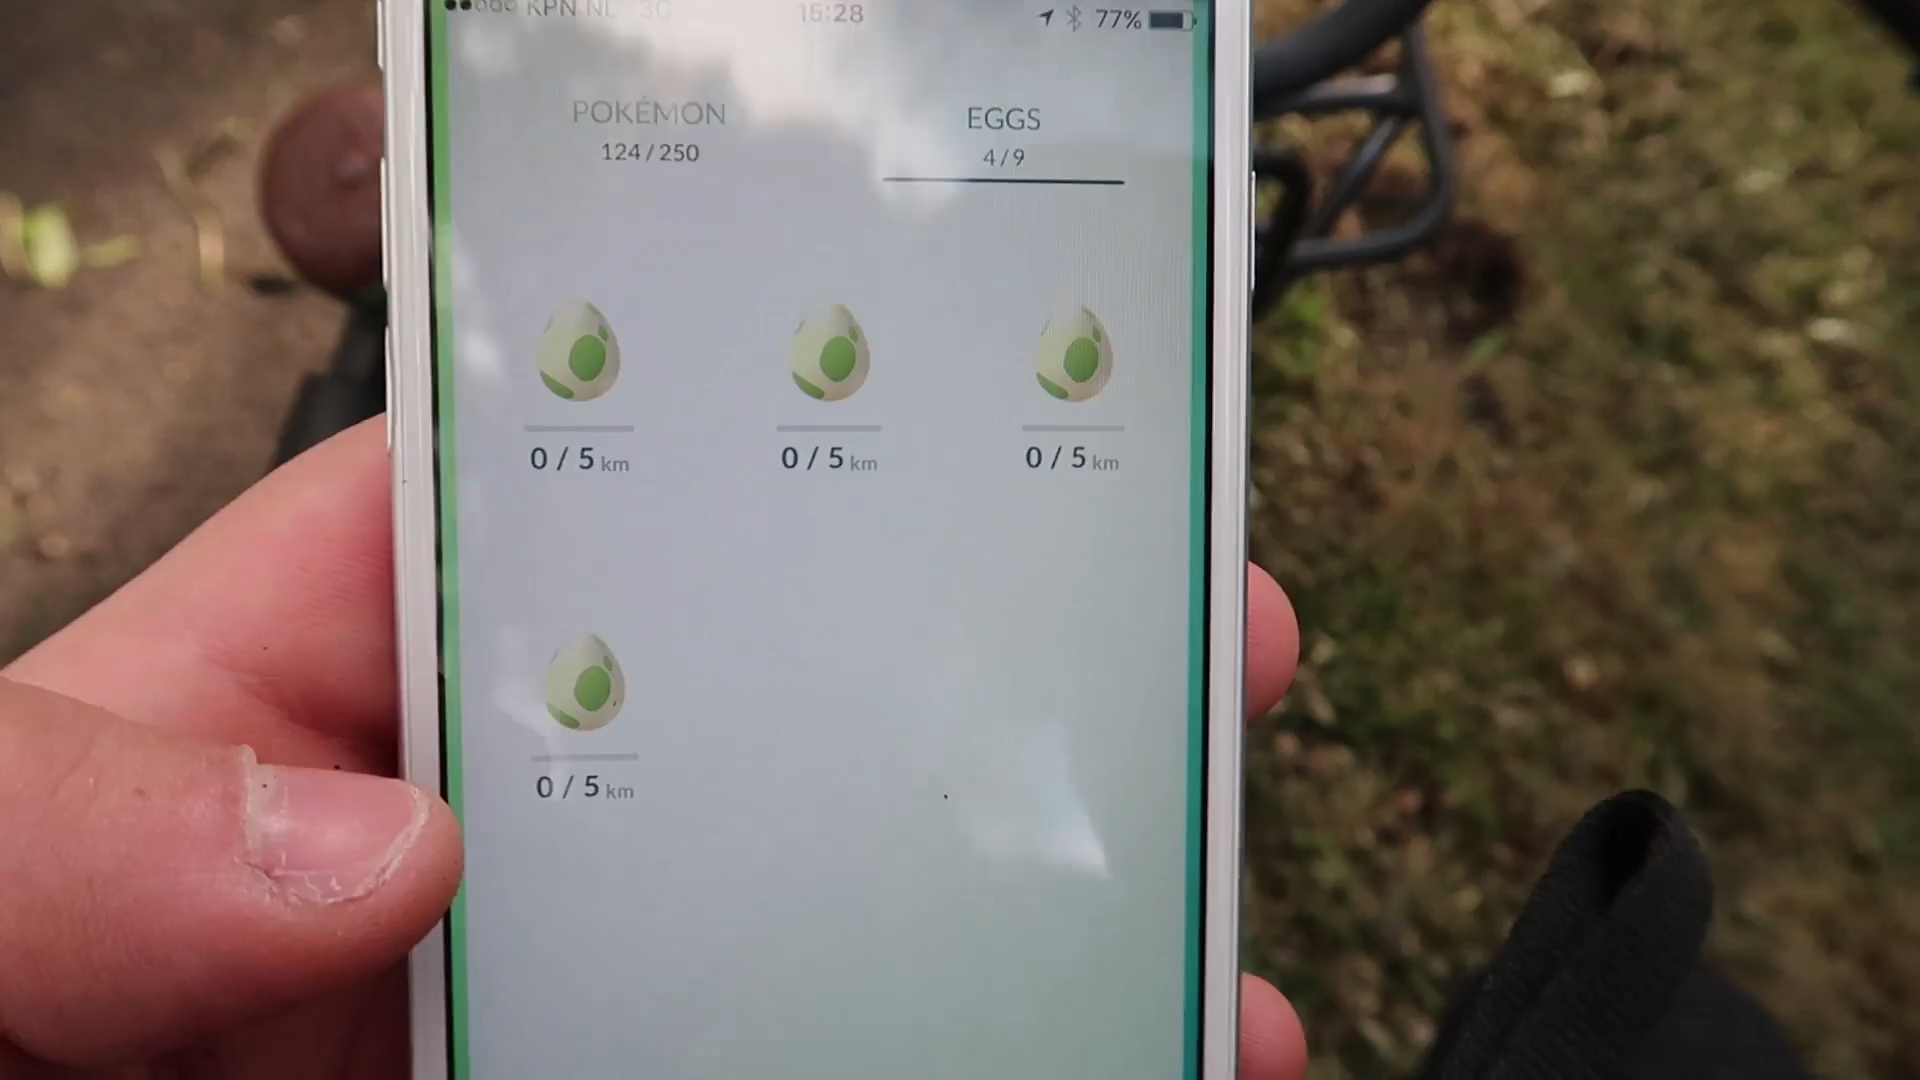 KPN NL 3G 15:28 77%
POKÉMON EGGS
124/250 4/9
0 / 5 km 0 / 5 km 0 / 5 km
0 / 5 km